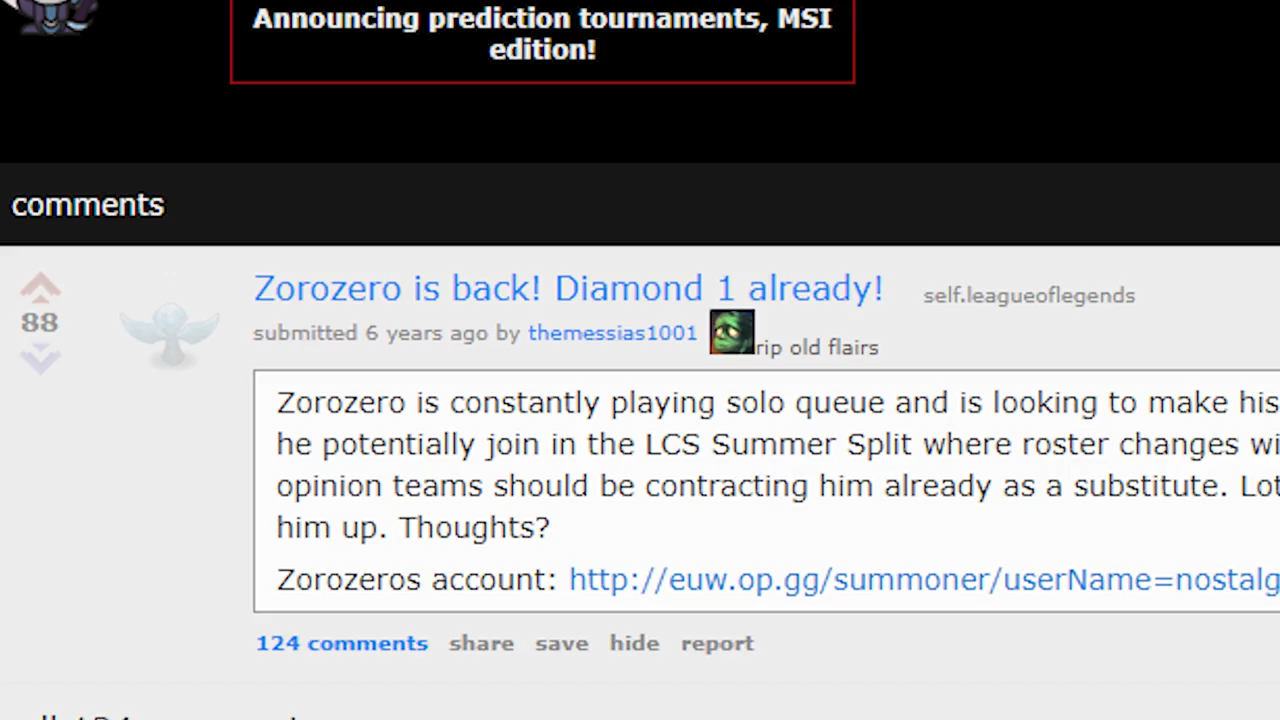 Announcing prediction tournaments, MSI
edition!
comments
Zorozero is back! Diamond 1 already! self.leagueoflegends
88
submitted 6 years ago by themessias1001 rip old flairs
Zorozero is constantly playing solo queue and is looking to make his
he potentially join in the LCS Summer Split where roster changes wi
opinion teams should be contracting him already as a substitute. Lot
him up. Thoughts?
Zorozeros account: http://euw.op.gg/summoner/userName=nostalg
124 comments share save hide report